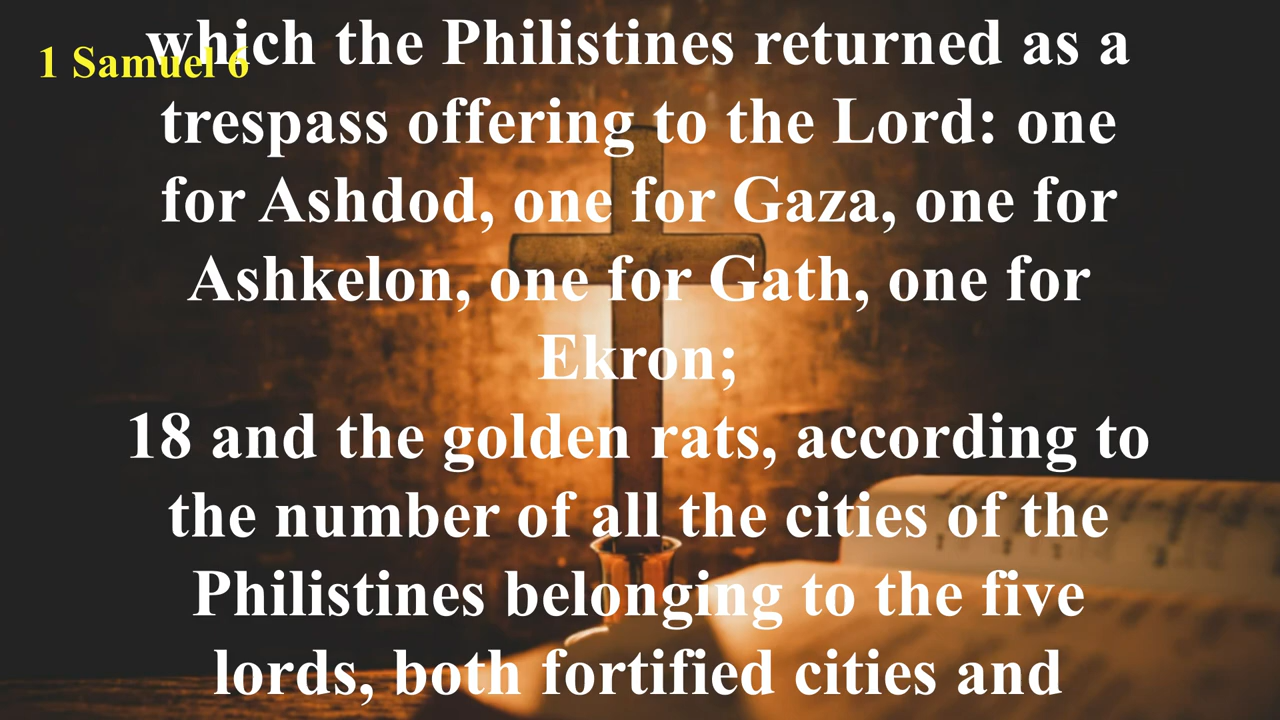 1 Samuel 6
which the Philistines returned as a
trespass offering to the Lord: one
for Ashdod, one for Gaza, one for
Ashkelon, one for Gath, one for
Ekron;
18 and the golden rats, according to
the number of all the cities of the
Philistines belonging to the five
lords, both fortified cities and